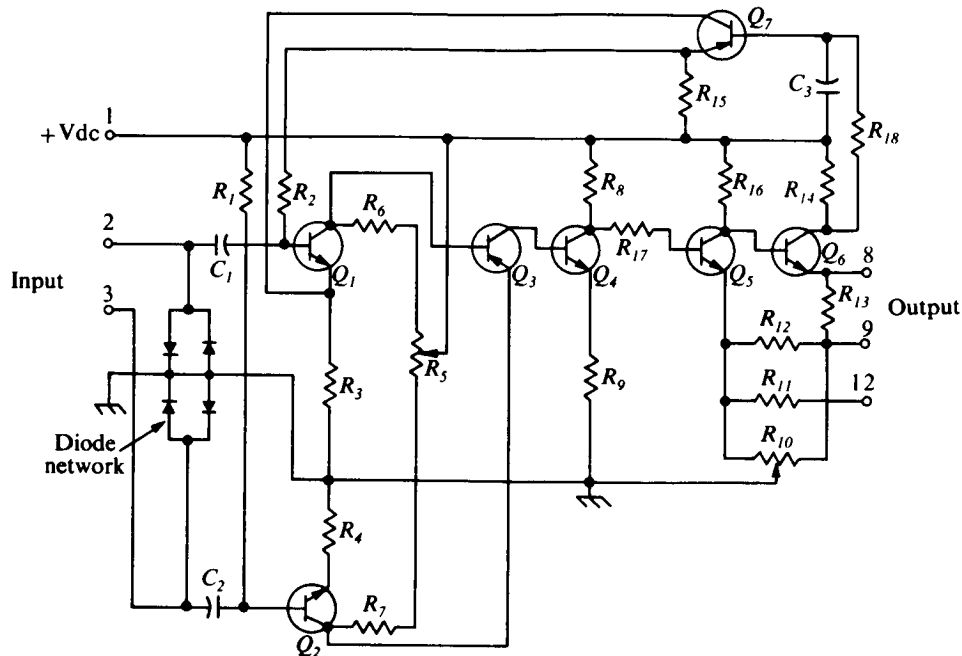 Q7
C3
R15
R18
1
+Vdc
R1
R2
R6
R8
R16
R14
R17
2
C1
Q1
Q3
Q4
Q5
Q6
8
Input
3
R13
Output
R12
9
R5
R3
R9
R11
12
R10
Diode
network
R4
C2
R7
Q2